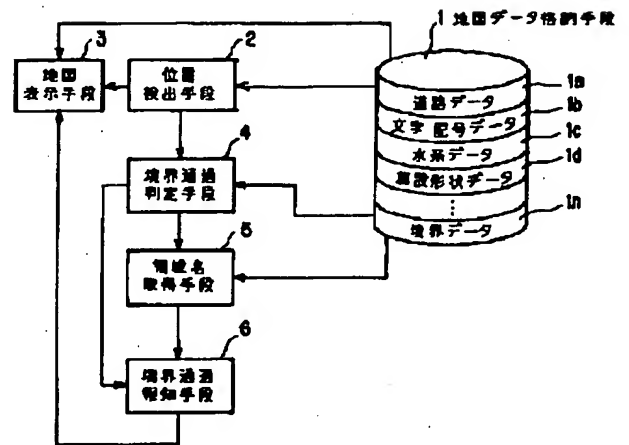 1 地図データ格納手段
3
地図
表示手段
2
位置
検出手段
4
境界通過
判定手段
5
領域名
取得手段
6
境界通過
報知手段
道路データ
1a
文字 記号データ
1b
水系データ
1c
施設形状データ
1d
⋮
境界データ
1n